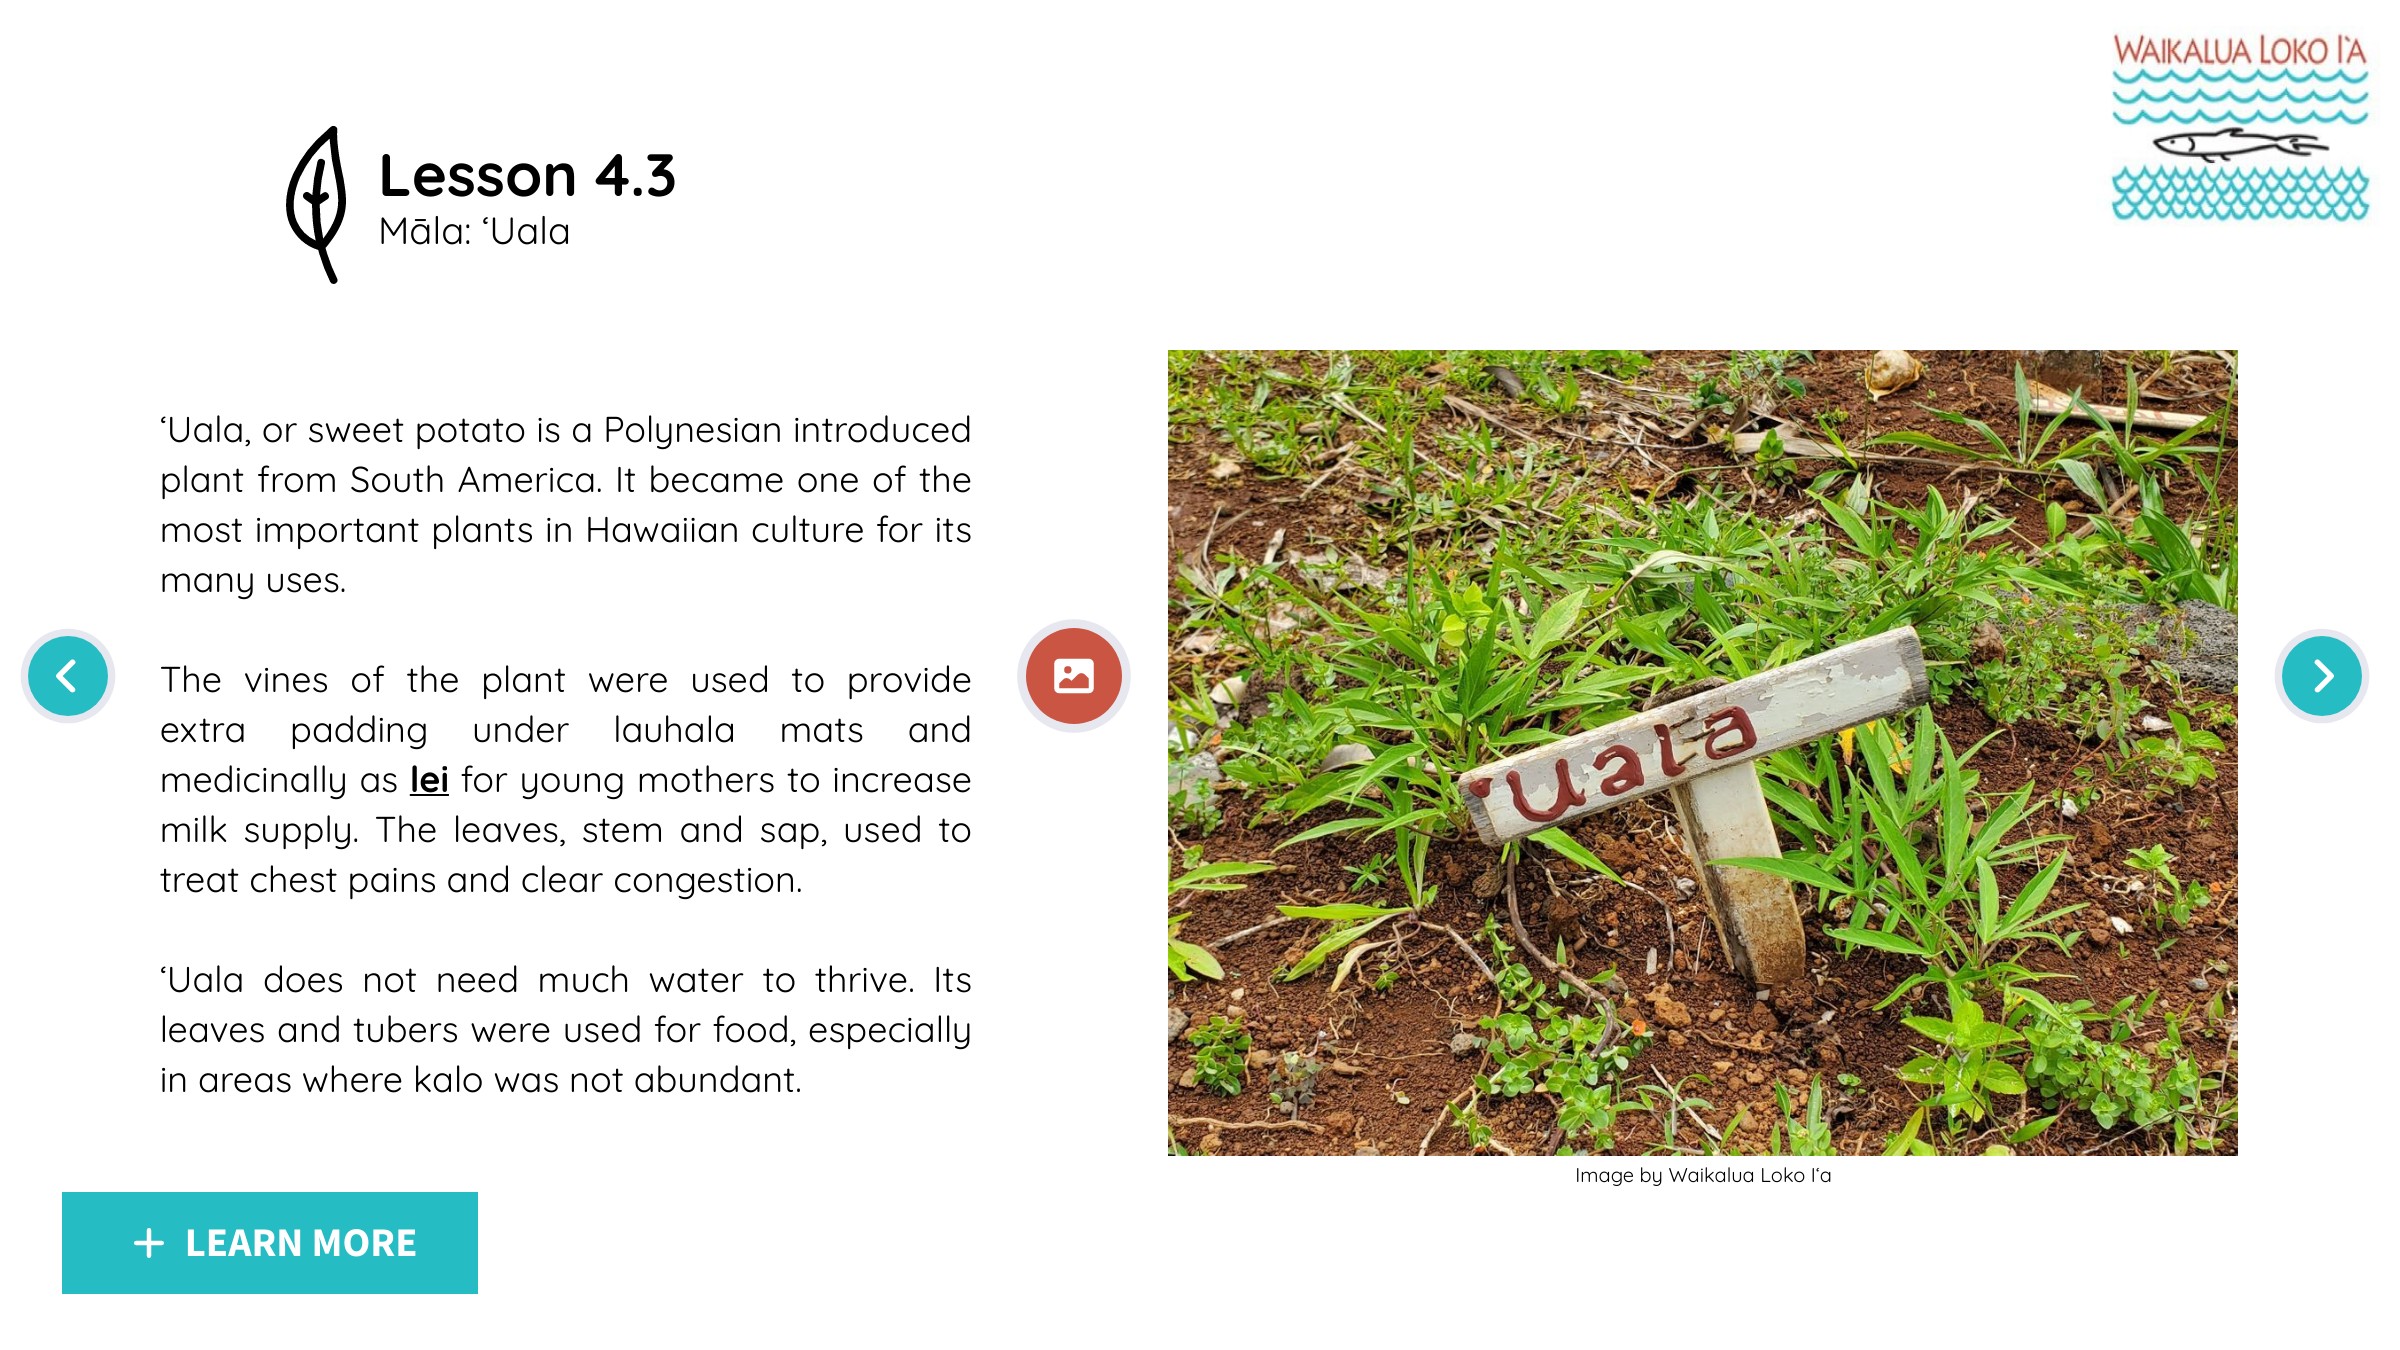 WAIKALUA LOKO I‘A
Lesson 4.3
Māla: ‘Uala
‘Uala, or sweet potato is a Polynesian introduced
plant from South America. It became one of the
most important plants in Hawaiian culture for its
many uses.
The vines of the plant were used to provide
extra padding under lauhala mats and
medicinally as lei for young mothers to increase
milk supply. The leaves, stem and sap, used to
treat chest pains and clear congestion.
‘Uala does not need much water to thrive. Its
leaves and tubers were used for food, especially
in areas where kalo was not abundant.
‘uala
Image by Waikalua Loko I‘a
+ LEARN MORE